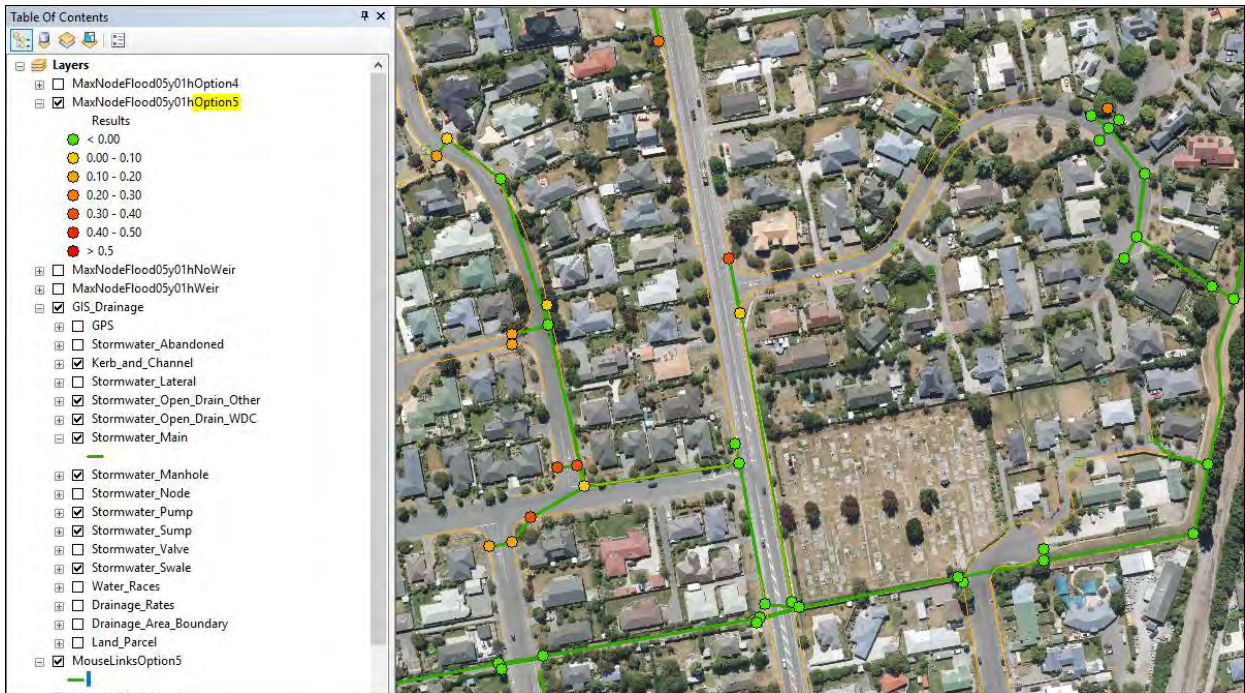 Table Of Contents
Layers
MaxNodeFlood05y01hOption4
MaxNodeFlood05y01hOption5
Results
< 0.00
0.00 - 0.10
0.10 - 0.20
0.20 - 0.30
0.30 - 0.40
0.40 - 0.50
> 0.5
MaxNodeFlood05y01hNoWeir
MaxNodeFlood05y01hWeir
GIS_Drainage
GPS
Stormwater_Abandoned
Kerb_and_Channel
Stormwater_Lateral
Stormwater_Open_Drain_Other
Stormwater_Open_Drain_WDC
Stormwater_Main
Stormwater_Manhole
Stormwater_Node
Stormwater_Pump
Stormwater_Sump
Stormwater_Valve
Stormwater_Swale
Water_Races
Drainage_Rates
Drainage_Area_Boundary
Land_Parcel
MouseLinksOption5